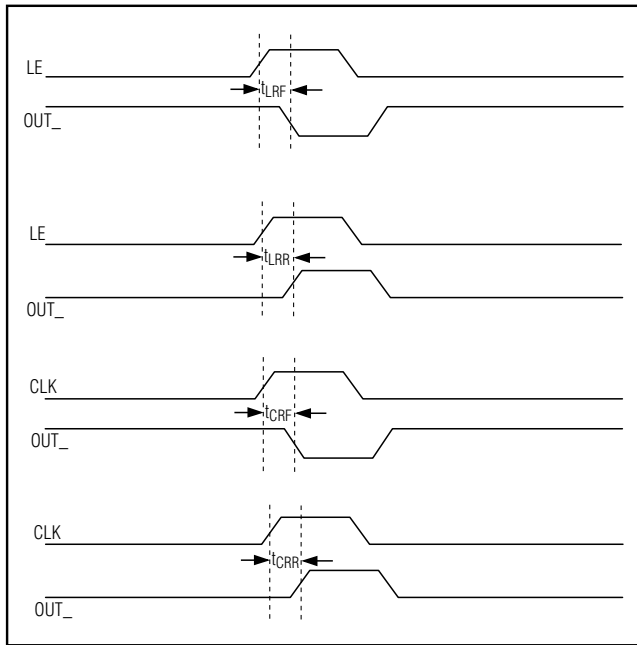 LE
tLRF
OUT_
LE
tLRR
OUT_
CLK
tCRF
OUT_
CLK
tCRR
OUT_